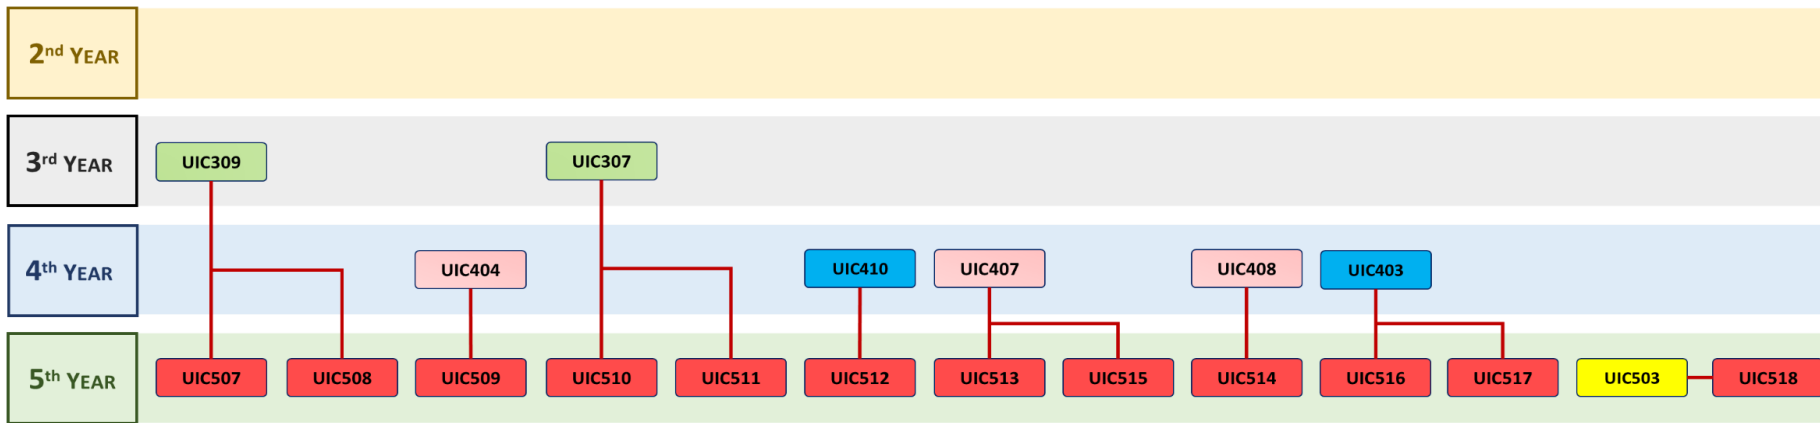 2nd YEAR
3rd YEAR
UIC309 UIC307
4th YEAR
UIC404 UIC410 UIC407 UIC408 UIC403
5th YEAR
UIC507 UIC508 UIC509 UIC510 UIC511 UIC512 UIC513 UIC515 UIC514 UIC516 UIC517 UIC503 UIC518